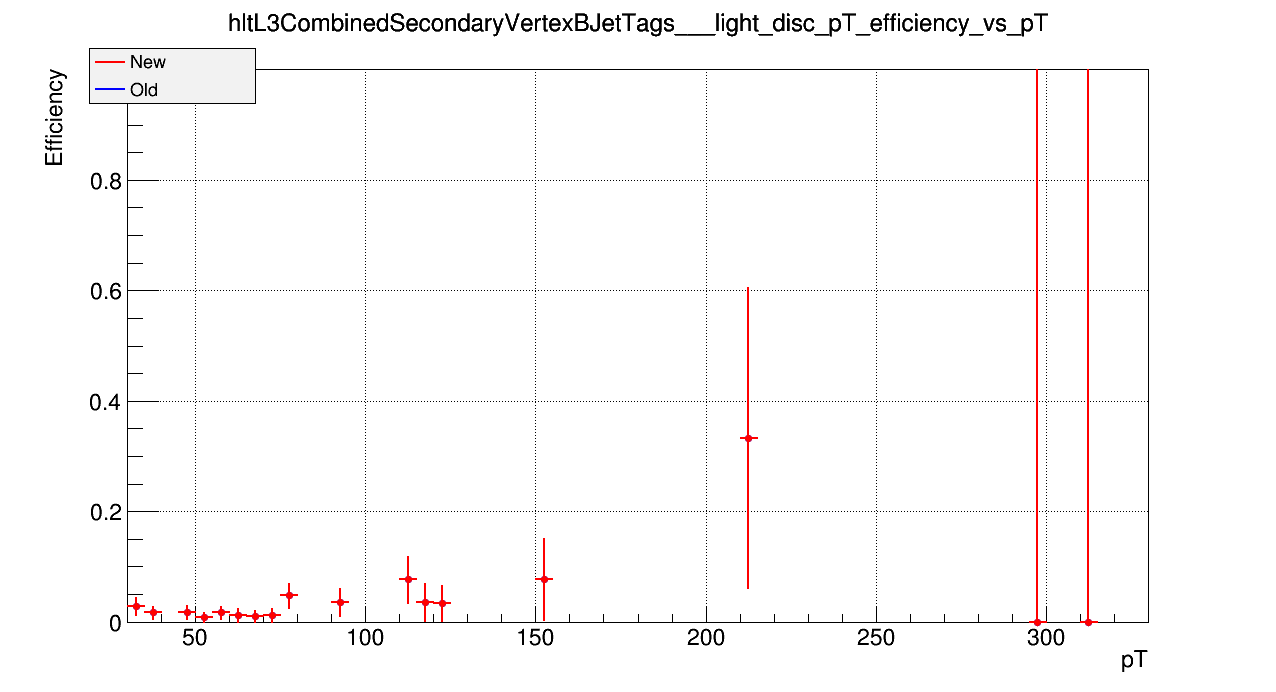 hltL3CombinedSecondaryVertexBJetTags___light_disc_pT_efficiency_vs_pT
New
Old
Efficiency
0.8
0.6
0.4
0.2
0
50 100 150 200 250 300
pT